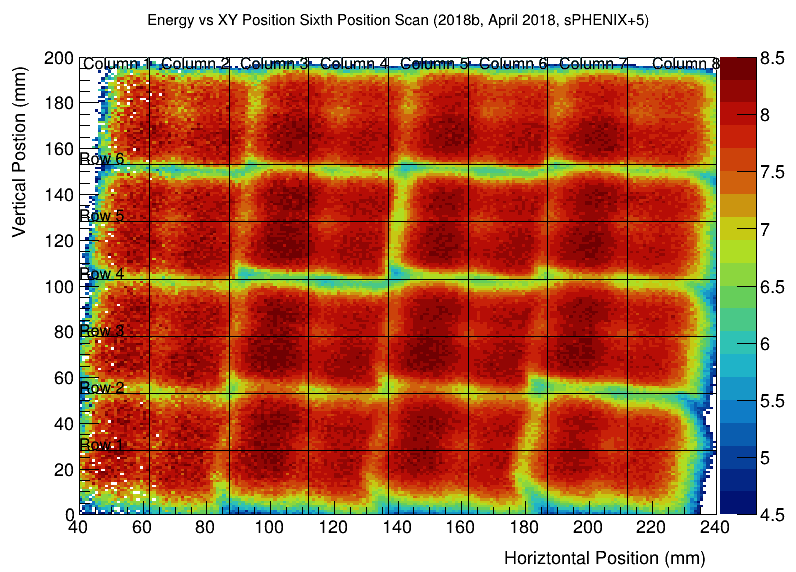 Energy vs XY Position Sixth Position Scan (2018b, April 2018, sPHENIX+5)
Vertical Postion (mm)
200
180
160
140
120
100
80
60
40
20
0
Column 1 Column 2 Column 3 Column 4 Column 5 Column 6 Column 7 Column 8
Row 6
Row 5
Row 4
Row 3
Row 2
Row 1
40 60 80 100 120 140 160 180 200 220 240
Horiztontal Position (mm)
8.5
8
7.5
7
6.5
6
5.5
5
4.5